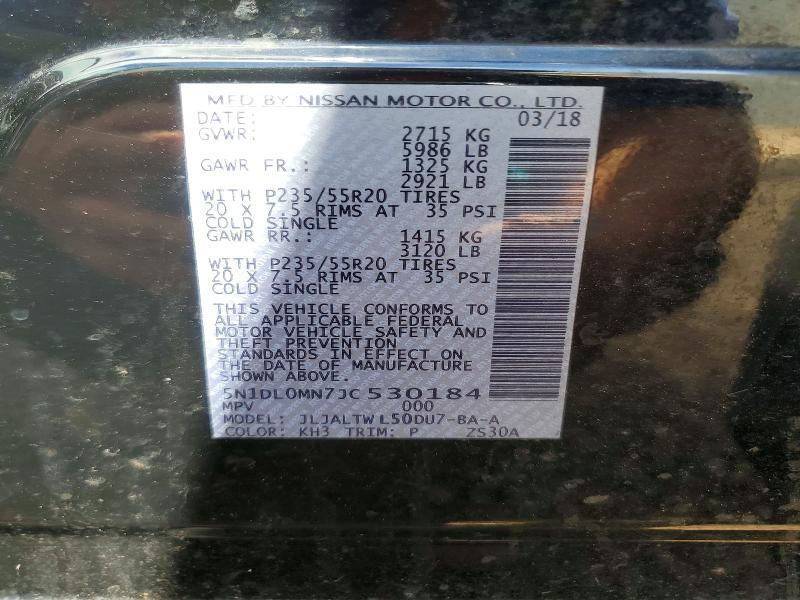 MFD BY NISSAN MOTOR CO., LTD.
DATE: 03/18
GVWR: 2715 KG
5986 LB
GAWR FR.: 1325 KG
2921 LB
WITH P235/55R20 TIRES
20 X 7.5 RIMS AT 35 PSI
COLD SINGLE
GAWR RR.: 1415 KG
3120 LB
WITH P235/55R20 TIRES
20 X 7.5 RIMS AT 35 PSI
COLD SINGLE
THIS VEHICLE CONFORMS TO
ALL APPLICABLE FEDERAL
MOTOR VEHICLE SAFETY AND
THEFT PREVENTION
STANDARDS IN EFFECT ON
THE DATE OF MANUFACTURE
SHOWN ABOVE.
5N1DL0MN7JC530184
MPV 000
MODEL: JLJALTWL50DU7-BA-A
COLOR: KH3 TRIM: P ZS30A